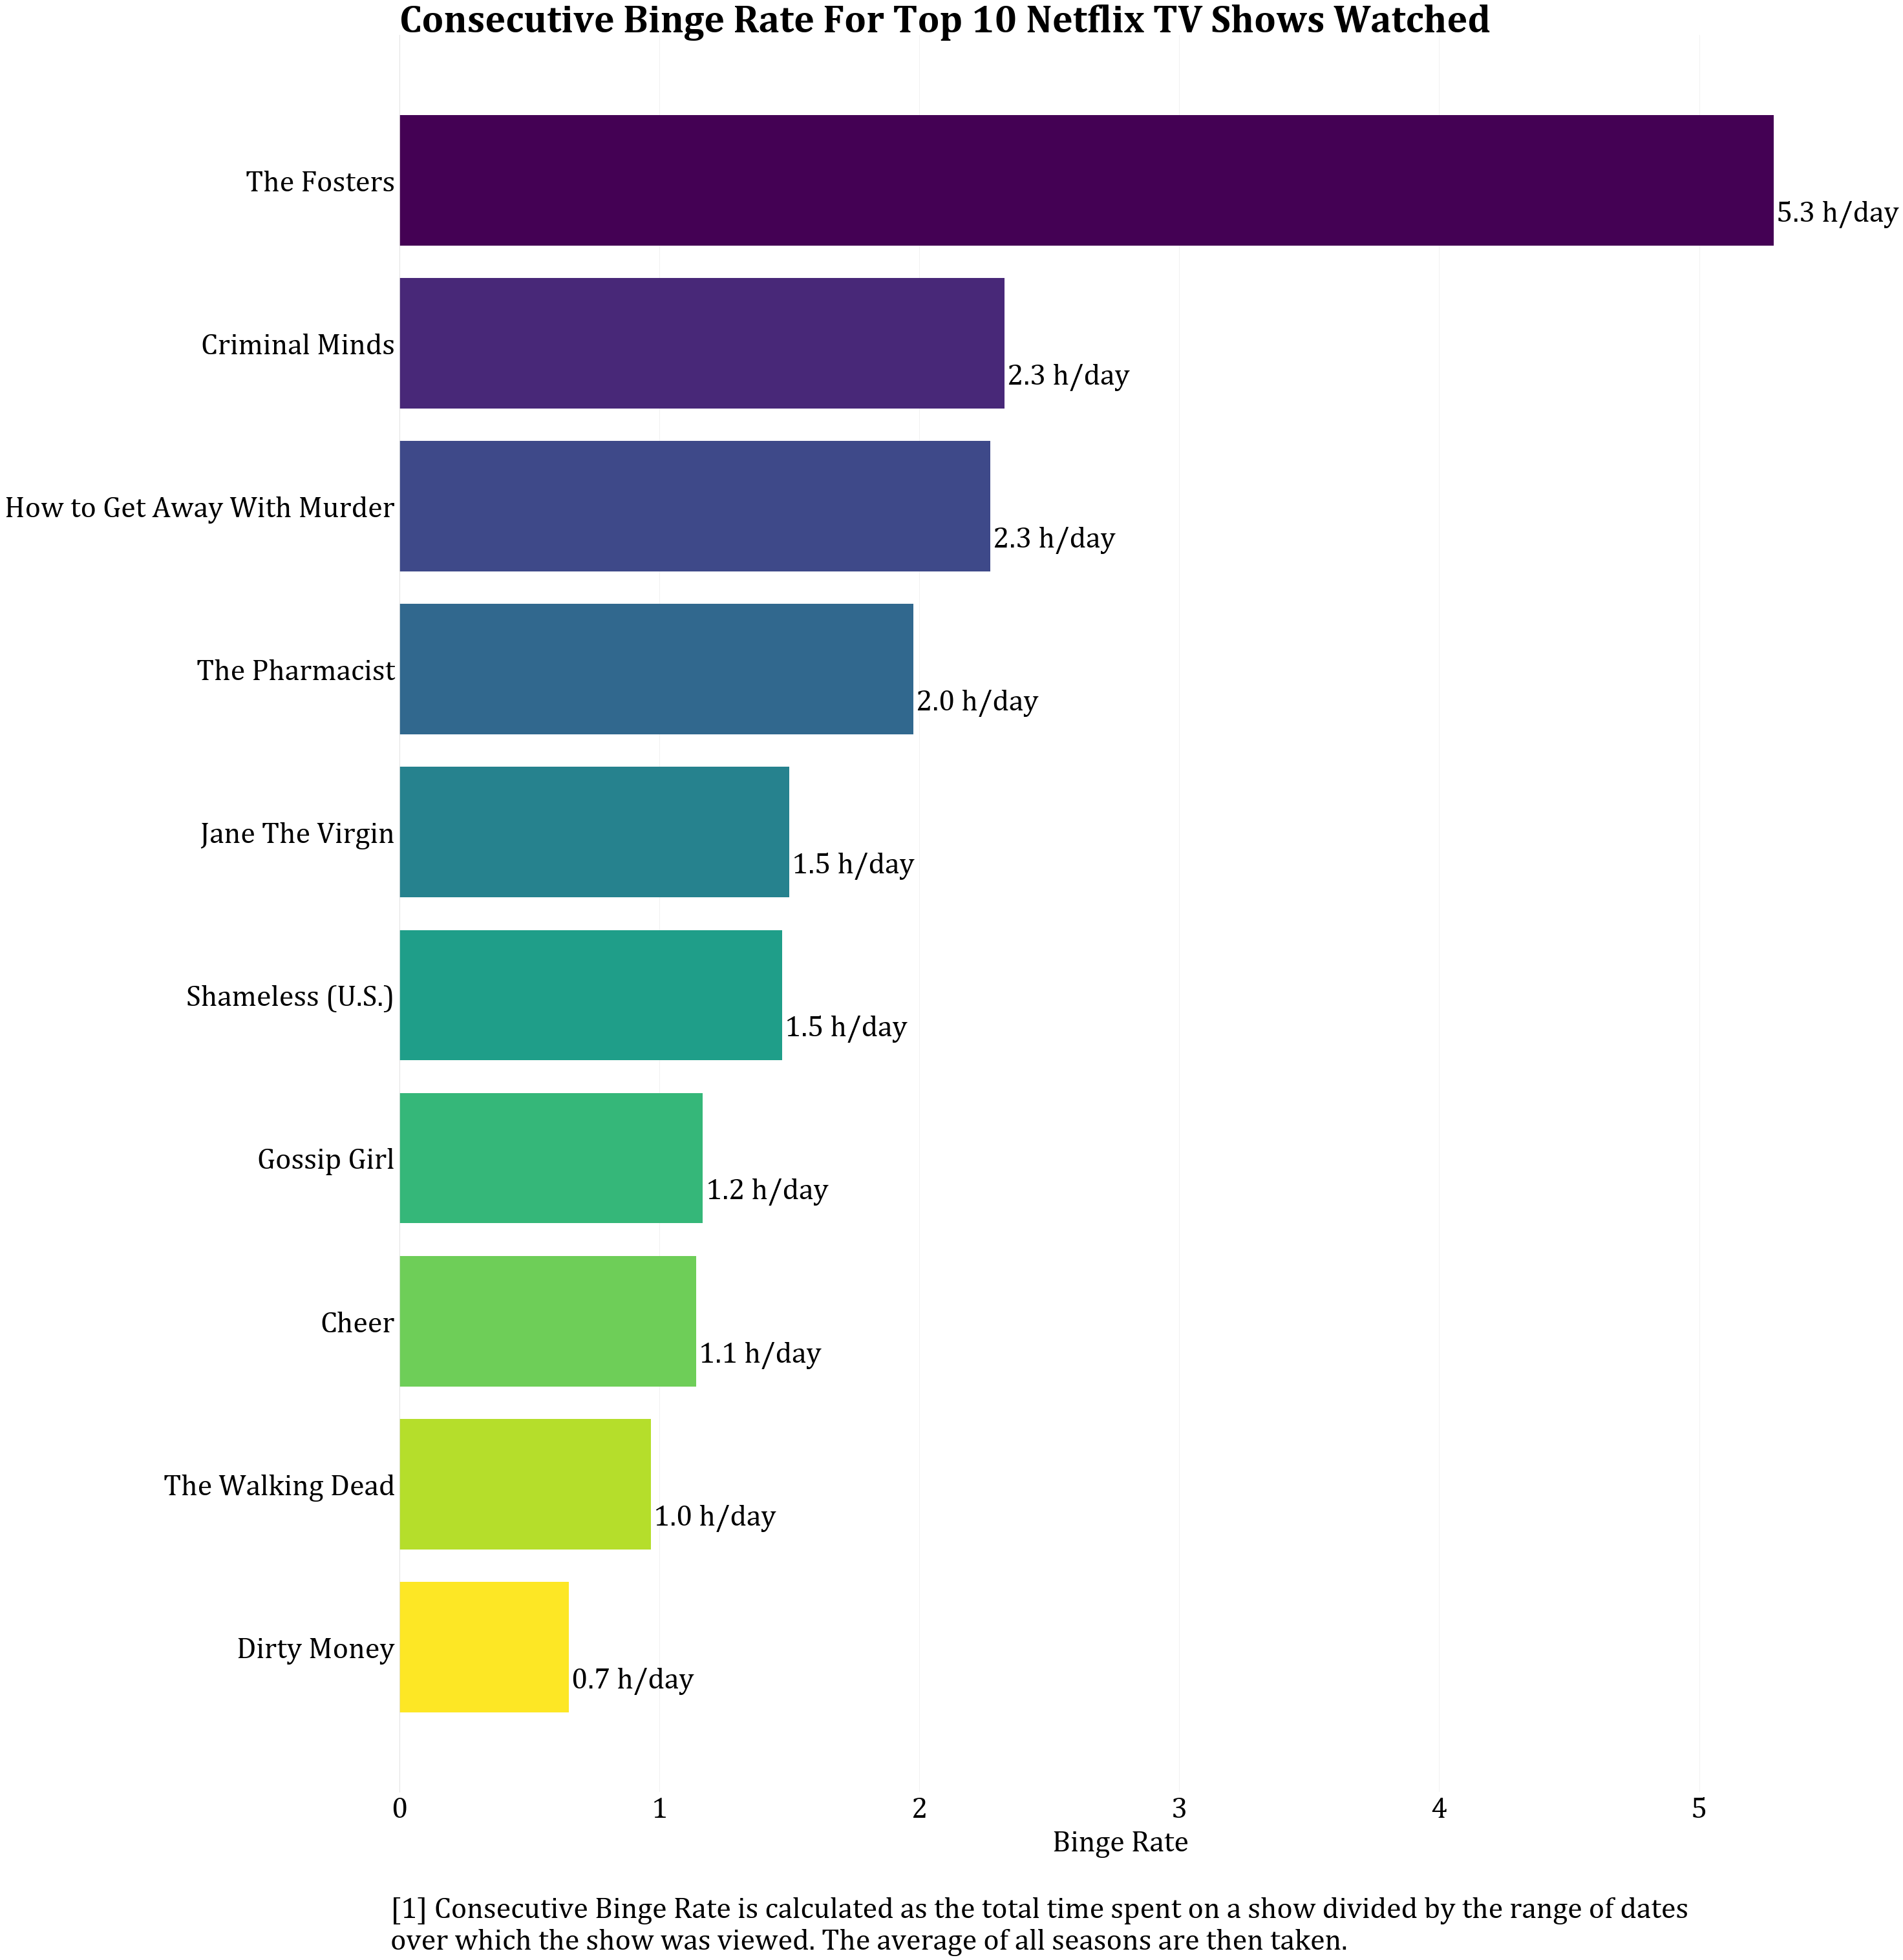 Consecutive Binge Rate For Top 10 Netflix TV Shows Watched
The Fosters
5.3 h/day
Criminal Minds
2.3 h/day
How to Get Away With Murder
2.3 h/day
The Pharmacist
2.0 h/day
Jane The Virgin
1.5 h/day
Shameless (U.S.)
1.5 h/day
Gossip Girl
1.2 h/day
Cheer
1.1 h/day
The Walking Dead
1.0 h/day
Dirty Money
0.7 h/day
0 1 2 3 4 5
Binge Rate
[1] Consecutive Binge Rate is calculated as the total time spent on a show divided by the range of dates
over which the show was viewed. The average of all seasons are then taken.